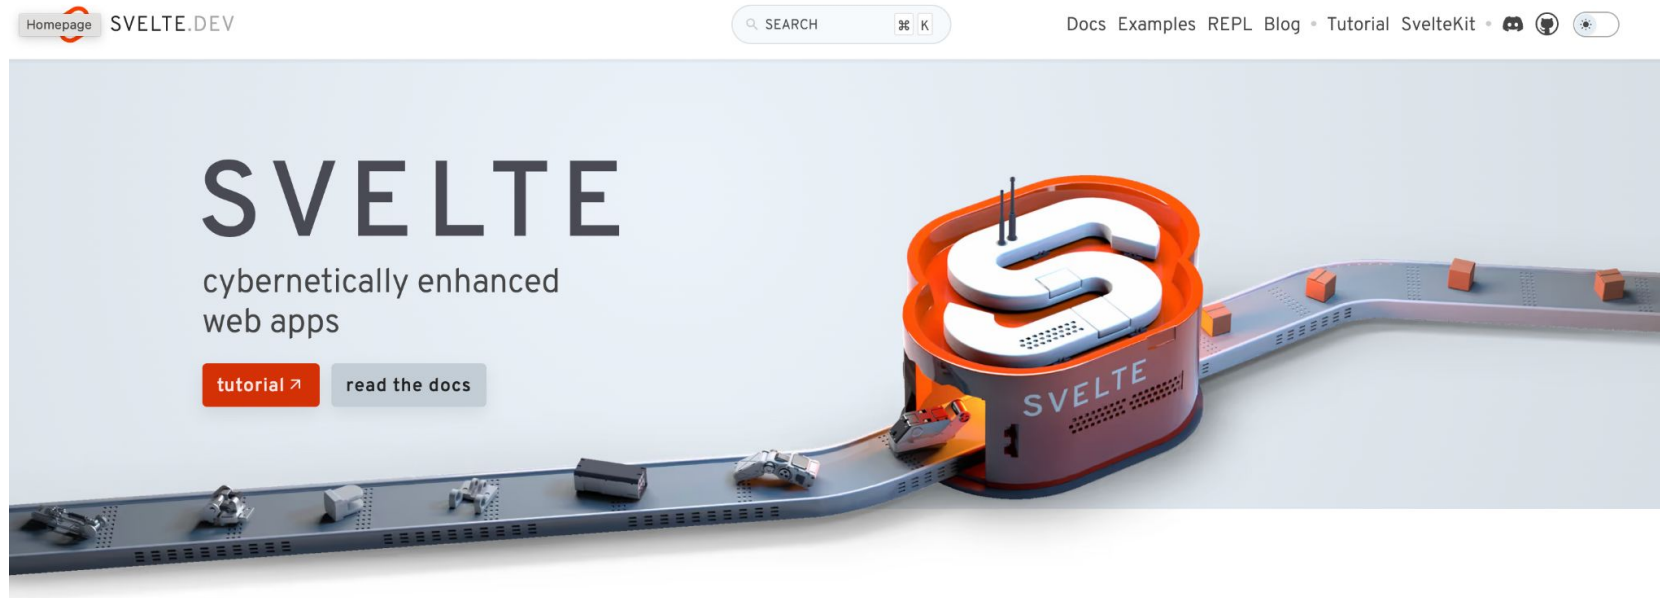 Homepage
SVELTE.DEV
SEARCH
⌘ K
Docs Examples REPL Blog • Tutorial SvelteKit •
SVELTE
cybernetically enhanced
web apps
tutorial ↗
read the docs
SVELTE